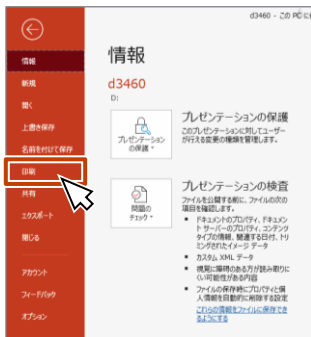 d3460 - この PC に
情報
新規
開く
上書き保存
名前を付けて保存
印刷
共有
エクスポート
閉じる
アカウント
フィードバック
オプション
情報
d3460
D:
プレゼンテーション
の保護
プレゼンテーションの保護
このプレゼンテーションに対してユーザー
が行える変更の種類を管理します。
問題の
チェック
プレゼンテーションの検査
ファイルを公開する前に、ファイルの次の
項目を確認します。
ドキュメントのプロパティ、ドキュメン
ト サーバーのプロパティ、コンテンツ
タイプの情報、関連する日付、トリ
ミングされたイメージ データ
カスタム XML データ
視覚に障碍のある方が読み取りに
くい可能性がある内容
ファイルの保存時にプロパティと個
人情報を自動的に削除する設定
これらの情報をファイルに保存でき
るようにする